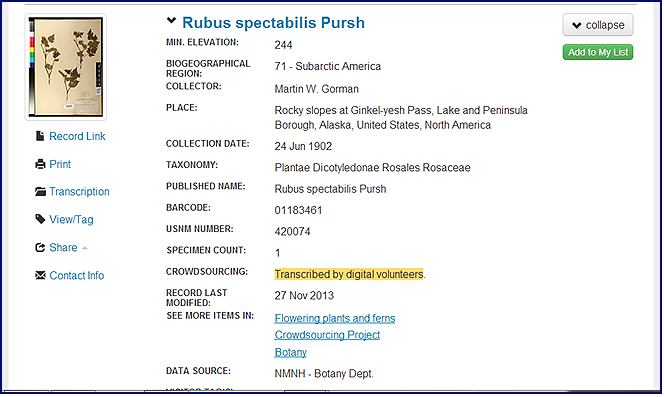 Rubus spectabilis Pursh
collapse
Add to My List
MIN. ELEVATION: 244
BIOGEOGRAPHICAL REGION: 71 - Subarctic America
COLLECTOR: Martin W. Gorman
PLACE: Rocky slopes at Ginkel-yesh Pass, Lake and Peninsula
Borough, Alaska, United States, North America
COLLECTION DATE: 24 Jun 1902
TAXONOMY: Plantae Dicotyledonae Rosales Rosaceae
PUBLISHED NAME: Rubus spectabilis Pursh
BARCODE: 01183461
USNM NUMBER: 420074
SPECIMEN COUNT: 1
CROWDSOURCING: Transcribed by digital volunteers.
RECORD LAST MODIFIED: 27 Nov 2013
SEE MORE ITEMS IN: Flowering plants and ferns
Crowdsourcing Project
Botany
DATA SOURCE: NMNH - Botany Dept.
Record Link
Print
Transcription
View/Tag
Share
Contact Info